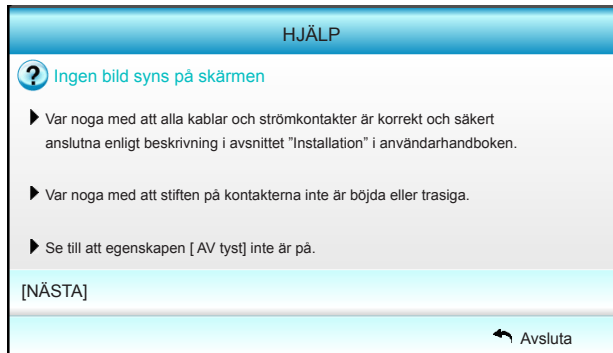 HJÄLP
Ingen bild syns på skärmen
Var noga med att alla kablar och strömkontakter är korrekt och säkert
anslutna enligt beskrivning i avsnittet ”Installation” i användarhandboken.
Var noga med att stiften på kontakterna inte är böjda eller trasiga.
Se till att egenskapen [ AV tyst] inte är på.
[NÄSTA]
Avsluta